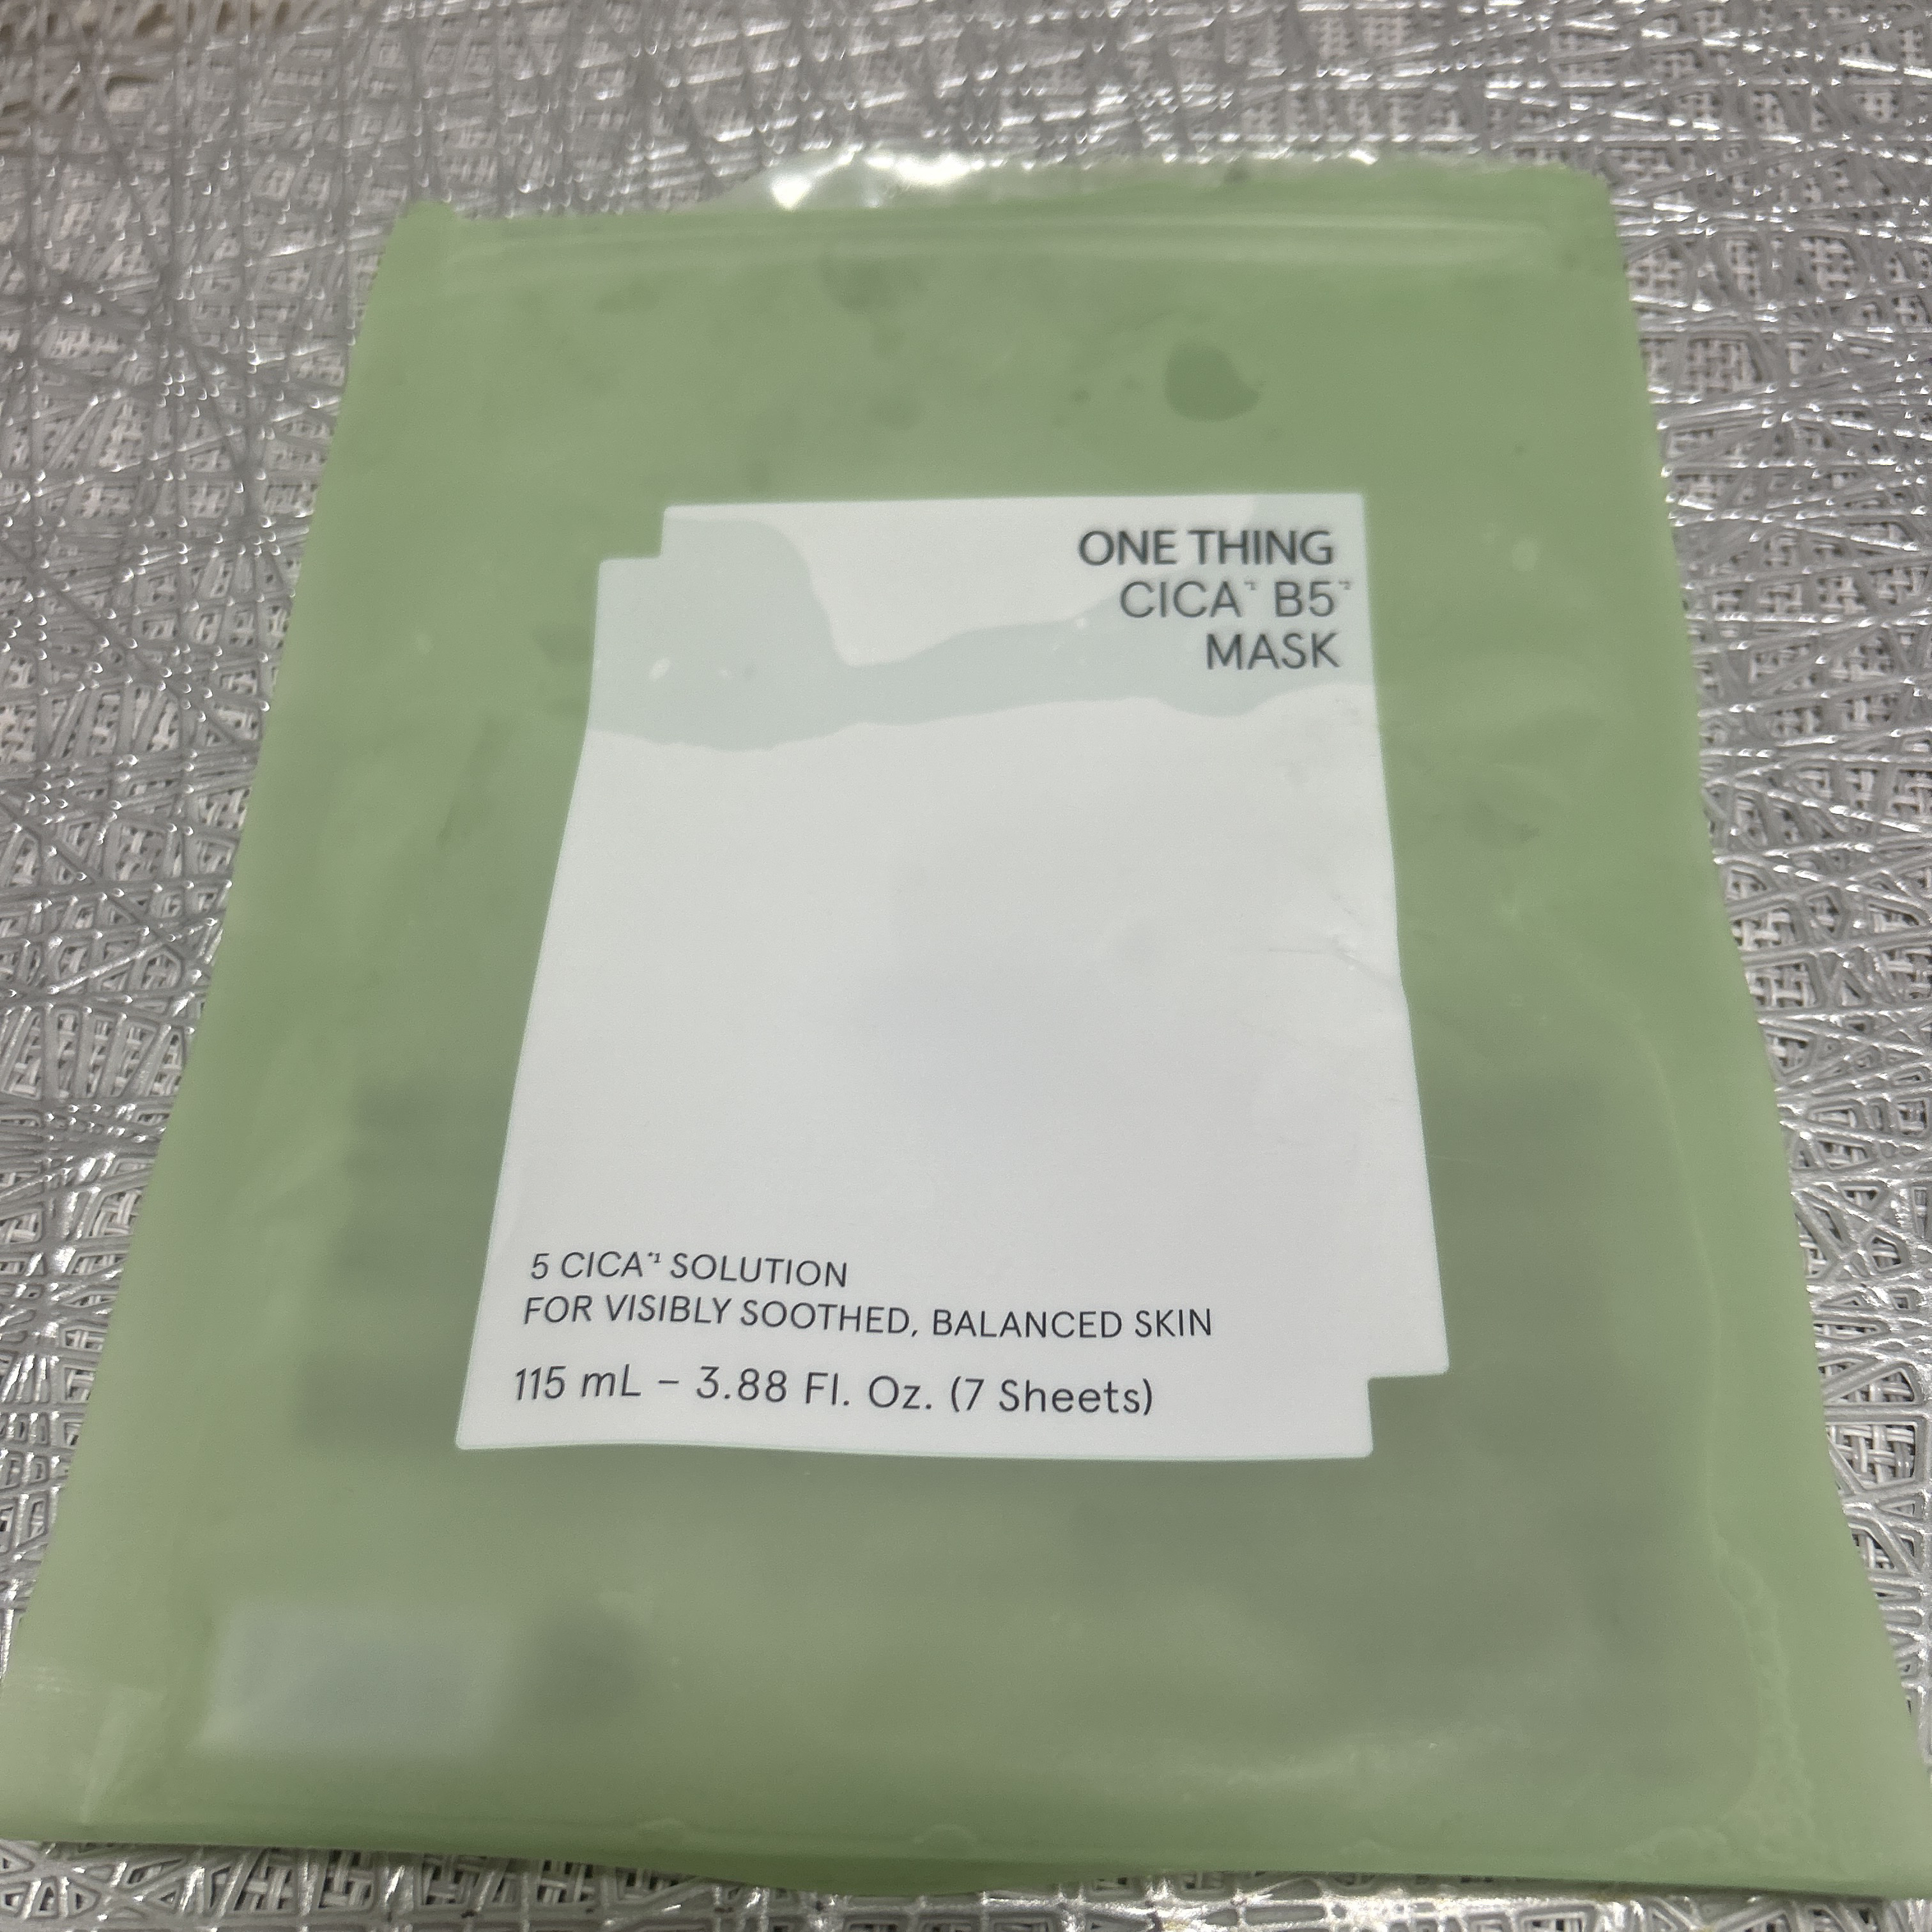 ONE THING
CICA*¹ B5*²
MASK
5 CICA*¹ SOLUTION
FOR VISIBLY SOOTHED, BALANCED SKIN
115 mL – 3.88 Fl. Oz. (7 Sheets)